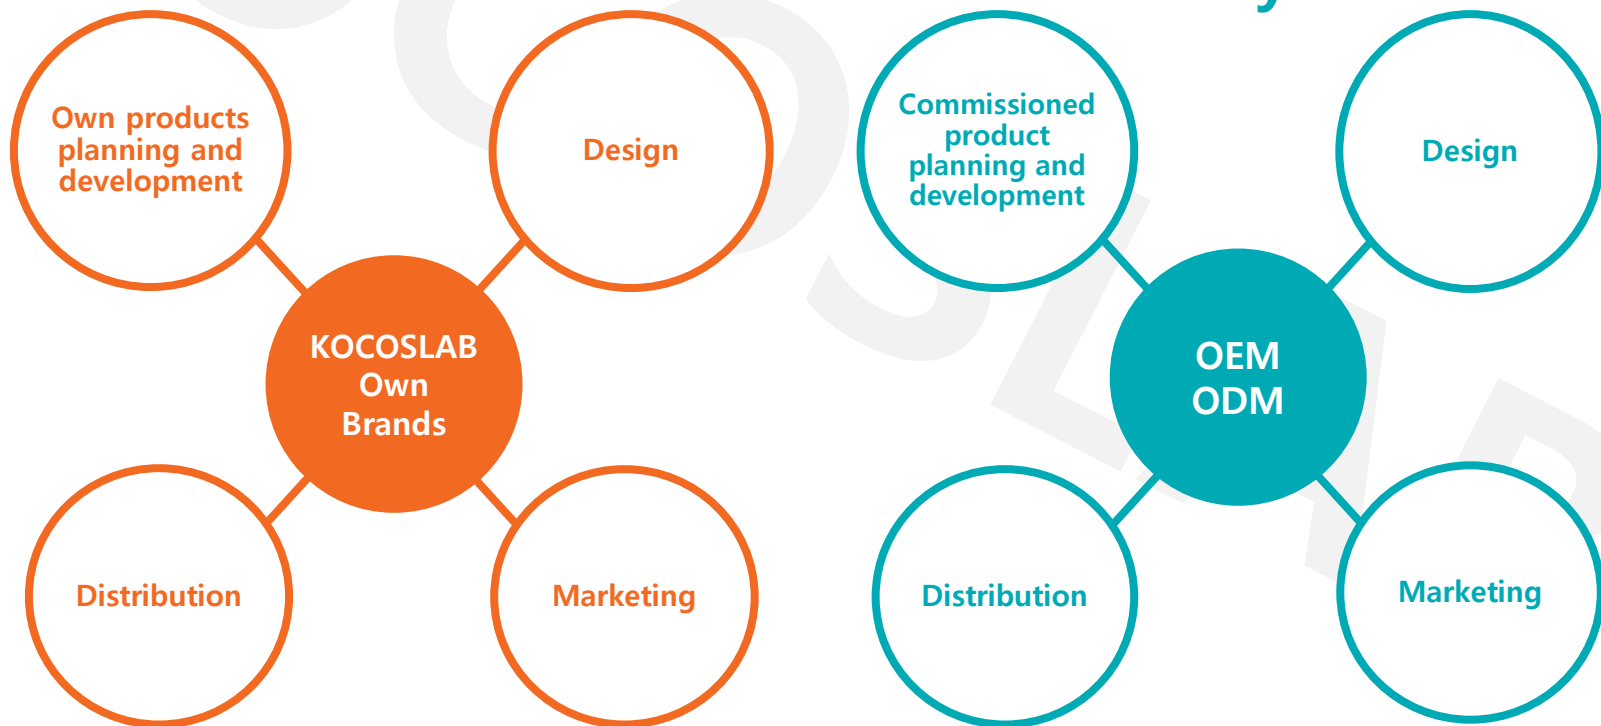 Own products
planning and
development
Design
KOCOSLAB
Own
Brands
Distribution
Marketing
Commissioned
product
planning and
development
Design
OEM
ODM
Distribution
Marketing
KOCOSLAB